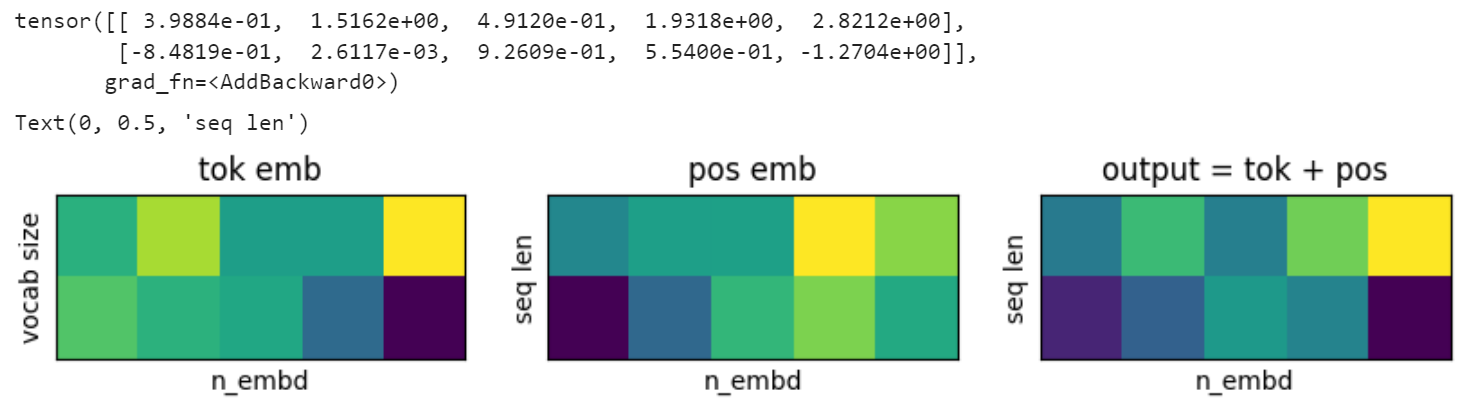 tensor([[ 3.9884e-01,  1.5162e+00,  4.9120e-01,  1.9318e+00,  2.8212e+00],
        [-8.4819e-01,  2.6117e-03,  9.2609e-01,  5.5400e-01, -1.2704e+00]],
       grad_fn=<AddBackward0>)
Text(0, 0.5, 'seq len')
tok emb
vocab size
n_embd
pos emb
seq len
n_embd
output = tok + pos
seq len
n_embd